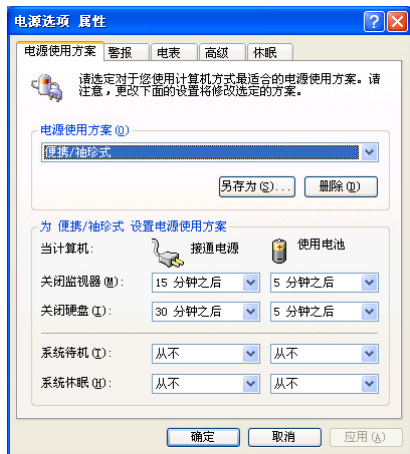 电源选项 属性
电源使用方案 警报 电表 高级 休眠
请选定对于您使用计算机方式最适合的电源使用方案。请
注意，更改下面的设置将修改选定的方案。
电源使用方案(O)
便携/袖珍式
另存为(S)... 删除(D)
为 便携/袖珍式 设置电源使用方案
当计算机: 接通电源 使用电池
关闭监视器(M): 15 分钟之后 5 分钟之后
关闭硬盘(I): 30 分钟之后 5 分钟之后
系统待机(T): 从不 从不
系统休眠(H): 从不 从不
确定 取消 应用(A)